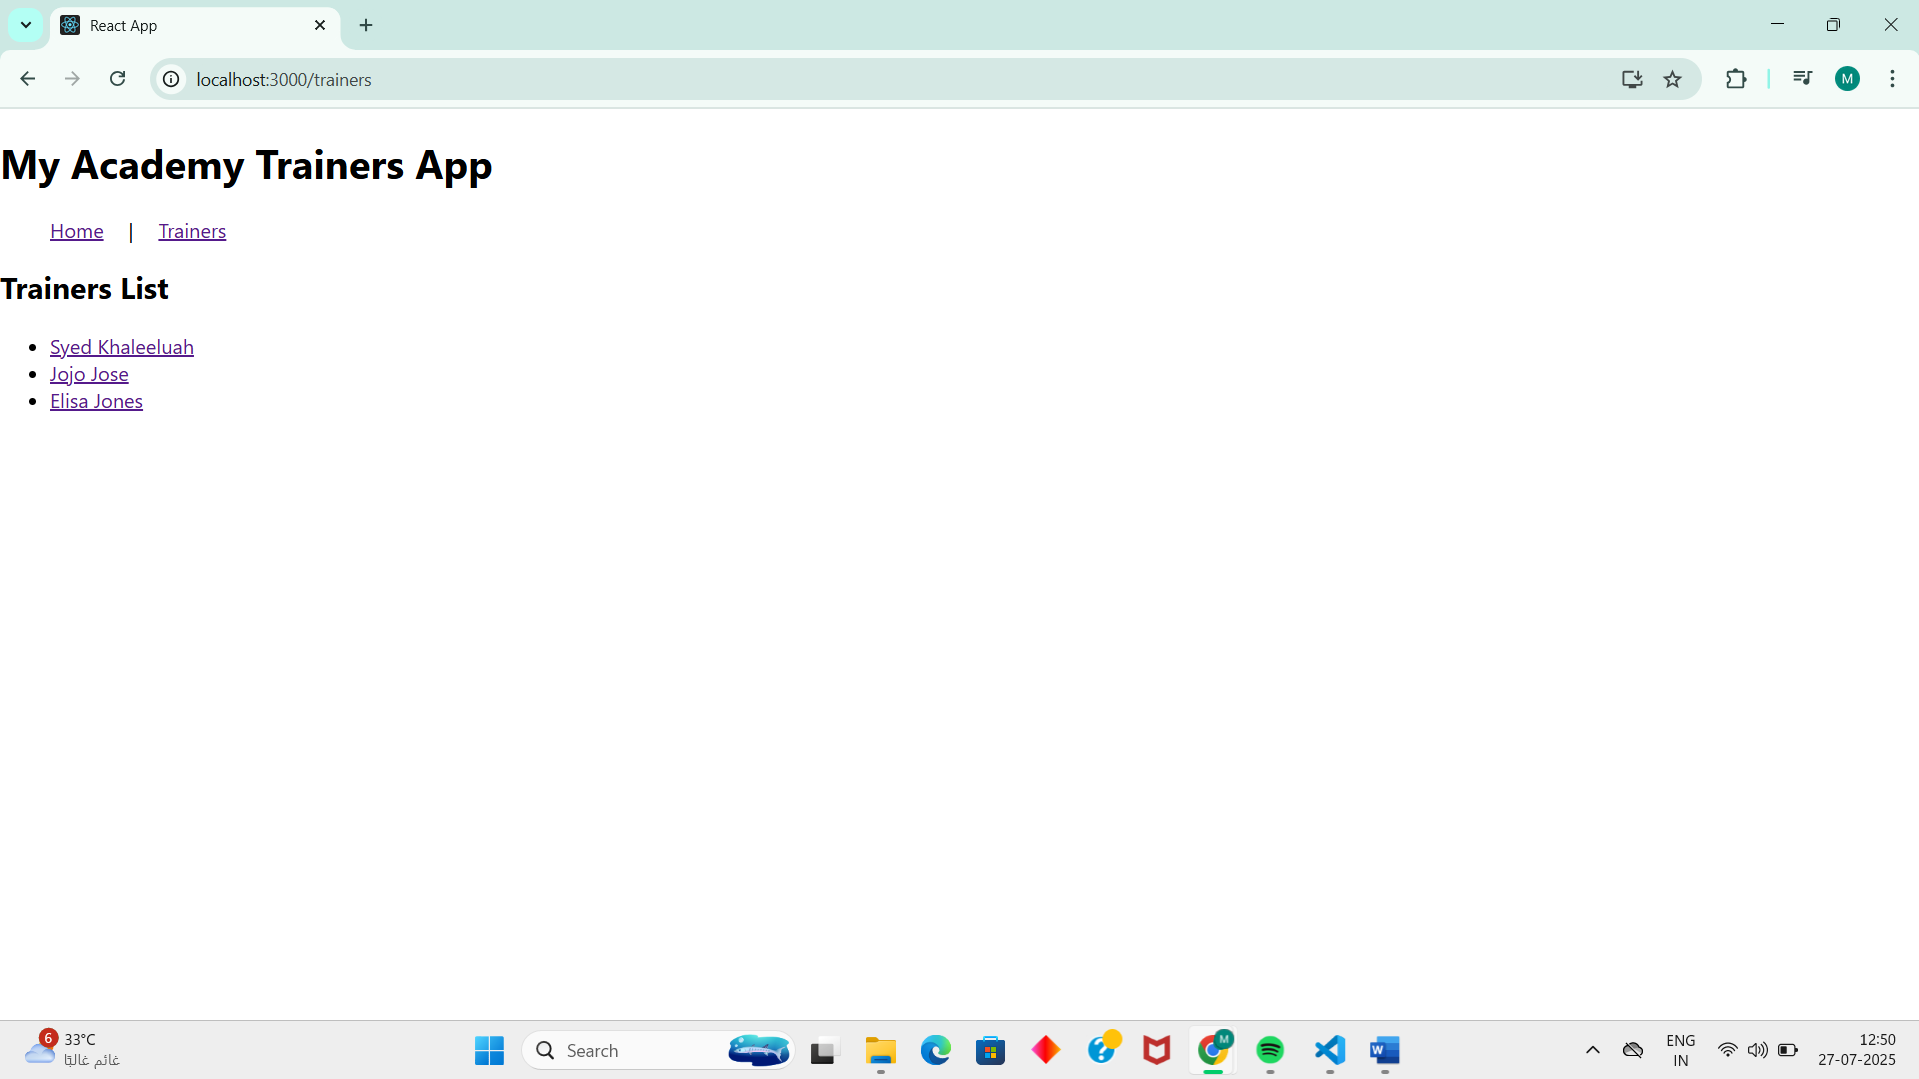 React App
localhost:3000/trainers
M
My Academy Trainers App
Home | Trainers
Trainers List
Syed Khaleeluah
Jojo Jose
Elisa Jones
6
33°C
غائم غالبًا
Search
M
W
ENG
IN
12:50
27-07-2025